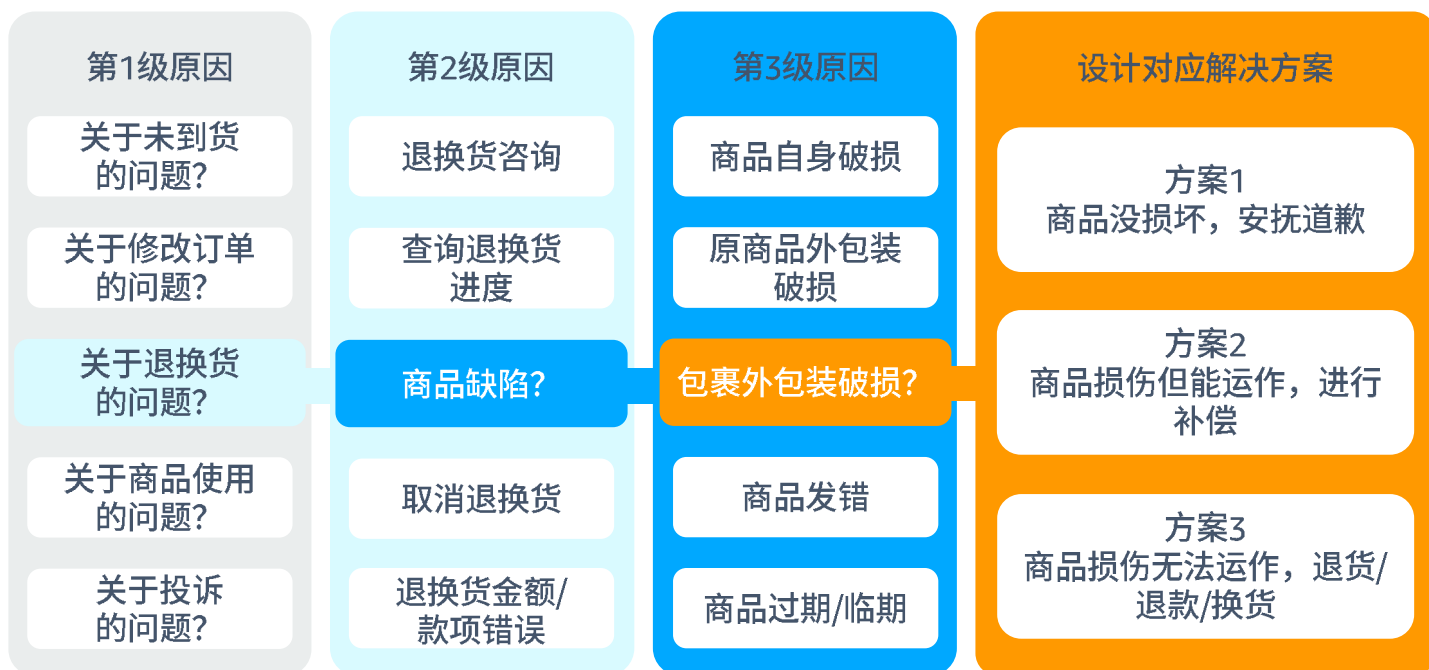 第1级原因
关于未到货
的问题?
关于修改订单
的问题?
关于退换货
的问题?
关于商品使用
的问题?
关于投诉
的问题?
第2级原因
退换货咨询
查询退换货
进度
商品缺陷?
取消退换货
退换货金额/
款项错误
第3级原因
商品自身破损
原商品外包装
破损
包裹外包装破损?
商品发错
商品过期/临期
设计对应解决方案
方案1
商品没损坏，安抚道歉
方案2
商品损伤但能运作，进行
补偿
方案3
商品损伤无法运作，退货/
退款/换货